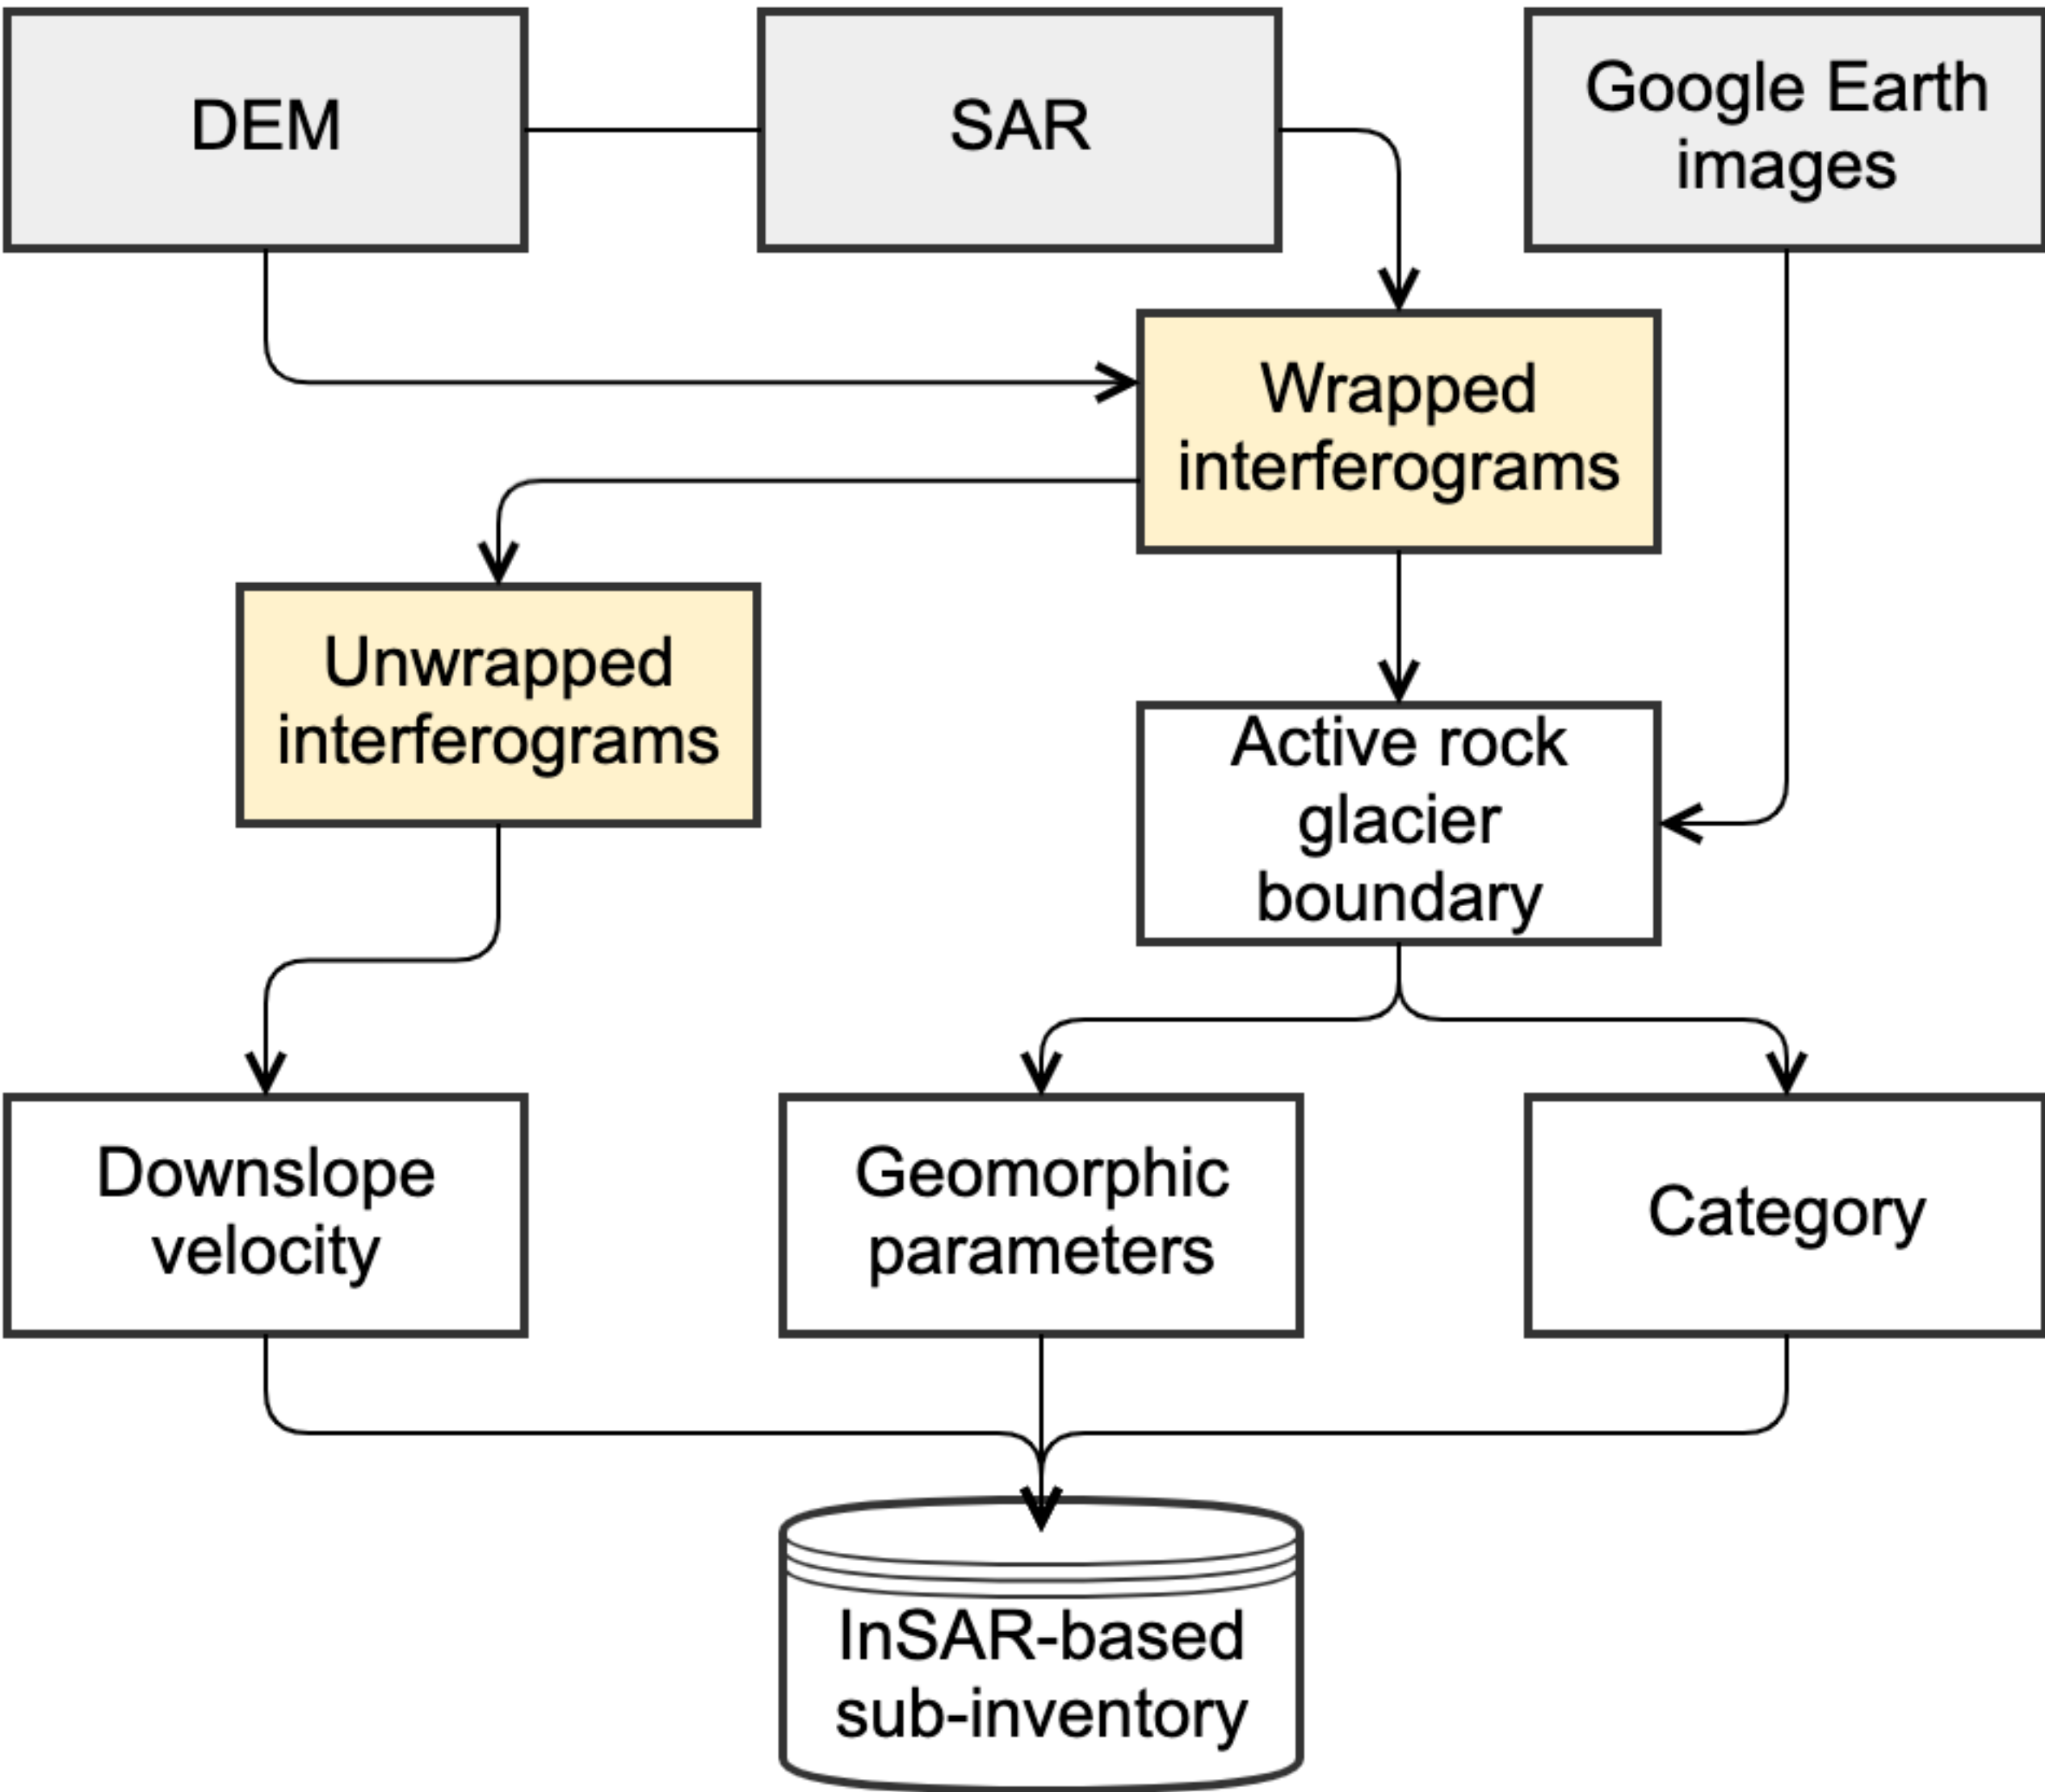 DEM
SAR
Google Earth
images
Wrapped
interferograms
Unwrapped
interferograms
Active rock
glacier
boundary
Downslope
velocity
Geomorphic
parameters
Category
InSAR-based
sub-inventory